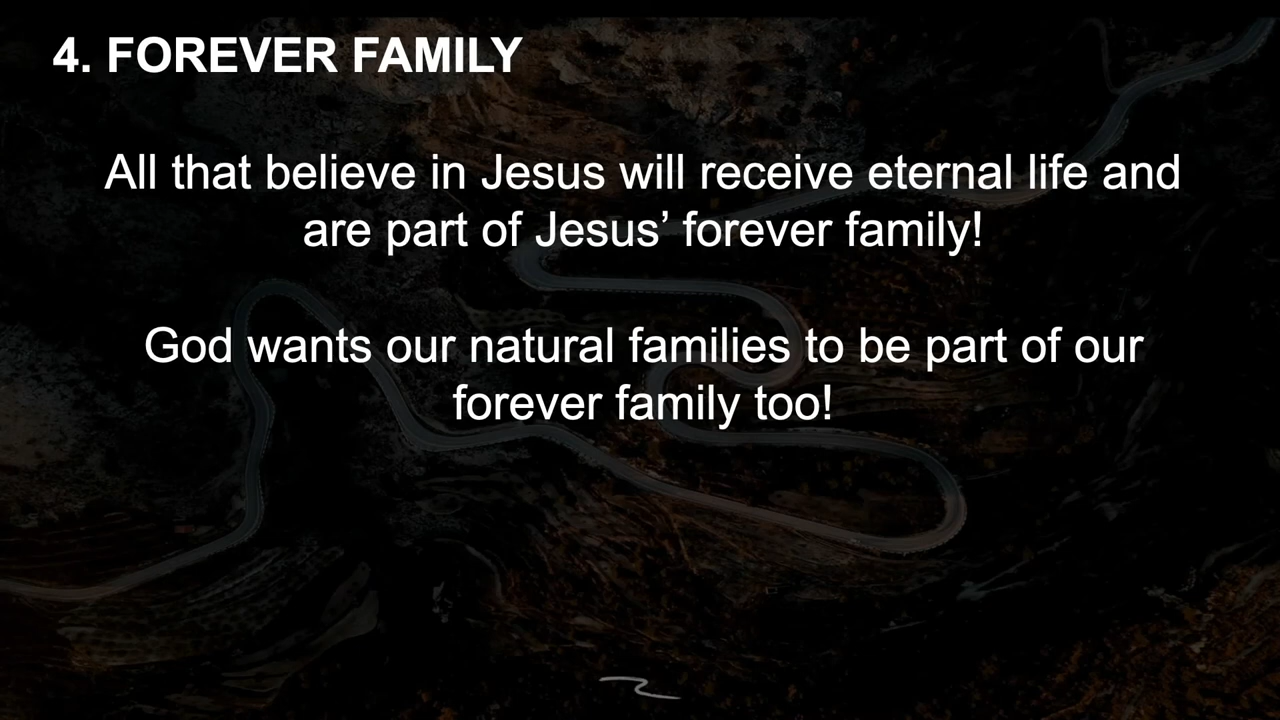 4. FOREVER FAMILY
All that believe in Jesus will receive eternal life and
are part of Jesus’ forever family!
God wants our natural families to be part of our
forever family too!